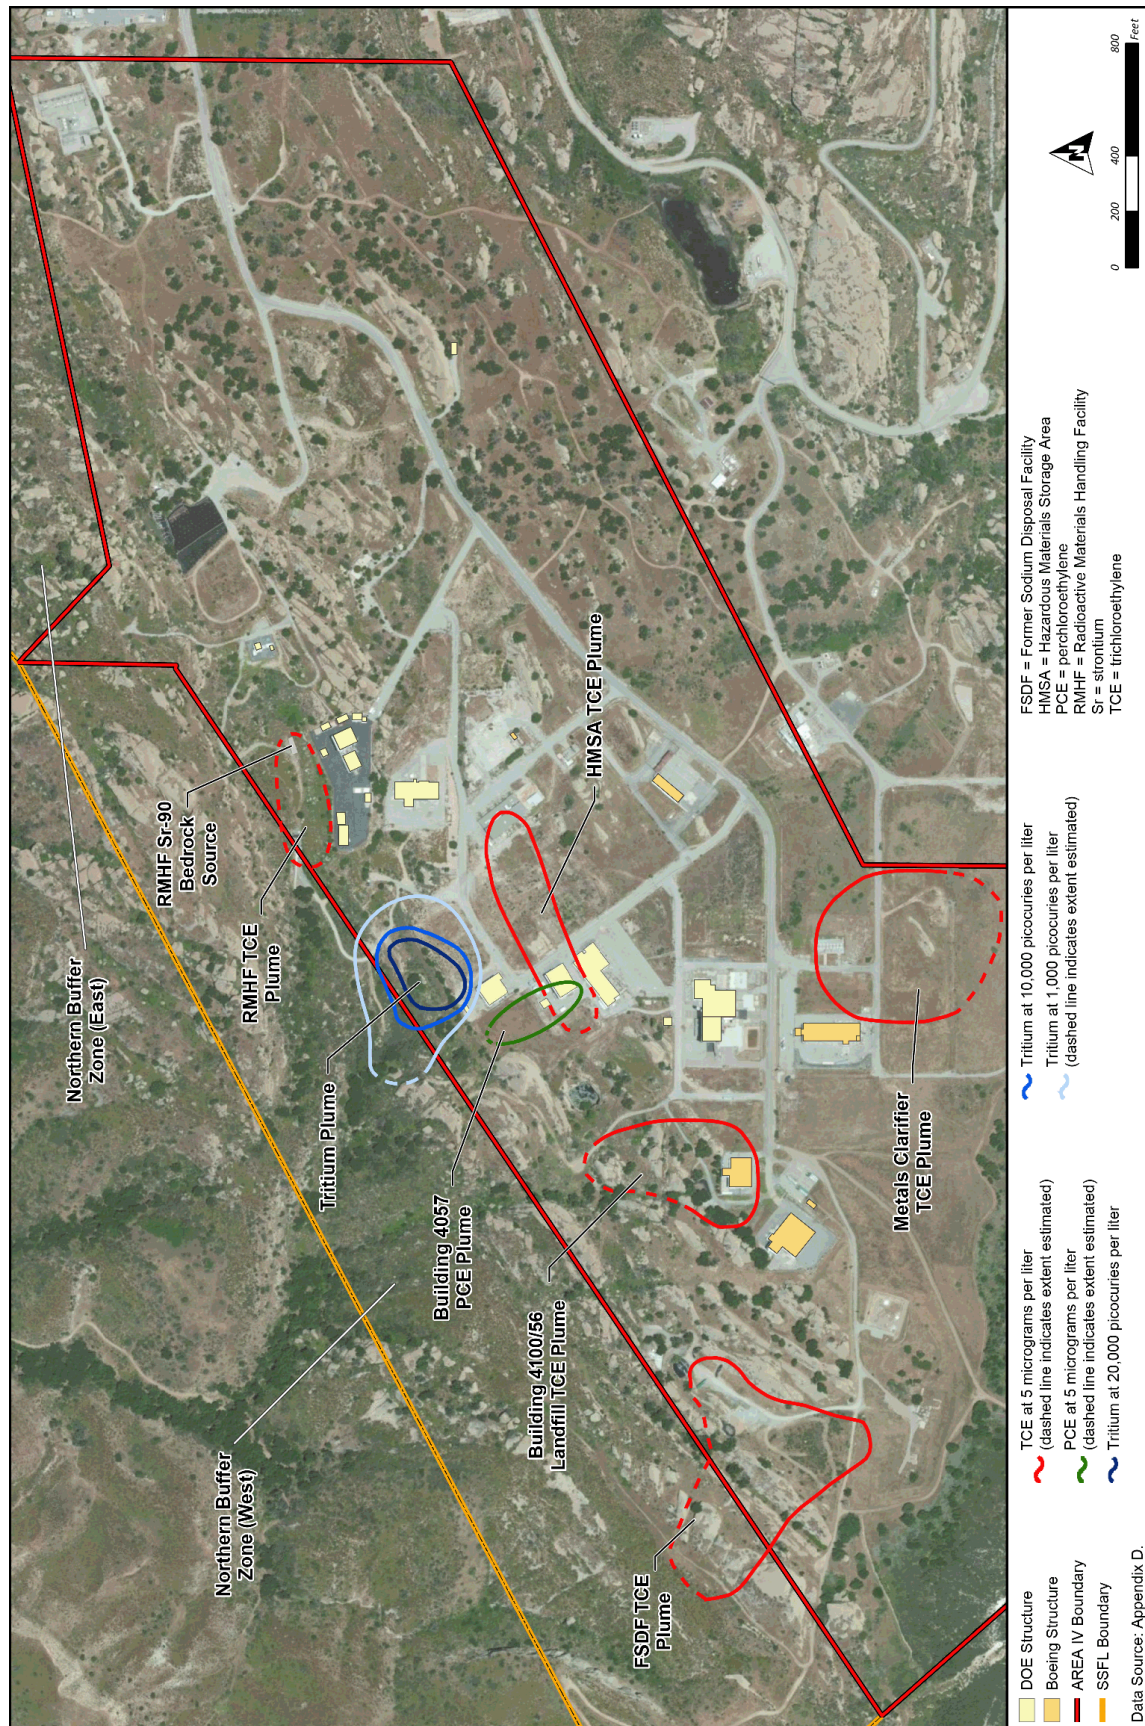 Northern Buffer
Zone (East)
RMHF Sr-90
Bedrock
Source
RMHF TCE
Plume
Tritium Plume
HMSA TCE Plume
Building 4057
PCE Plume
Northern Buffer
Zone (West)
Building 4100/56
Landfill TCE Plume
FSDF TCE
Plume
Metals Clarifier
TCE Plume
DOE Structure
Boeing Structure
AREA IV Boundary
SSFL Boundary
Data Source: Appendix D.
TCE at 5 micrograms per liter
(dashed line indicates extent estimated)
PCE at 5 micrograms per liter
(dashed line indicates extent estimated)
Tritium at 20,000 picocuries per liter
Tritium at 10,000 picocuries per liter
Tritium at 1,000 picocuries per liter
(dashed line indicates extent estimated)
FSDF = Former Sodium Disposal Facility
HMSA = Hazardous Materials Storage Area
PCE = perchloroethylene
RMHF = Radioactive Materials Handling Facility
Sr = strontium
TCE = trichloroethylene
N
0 200 400 800
Feet